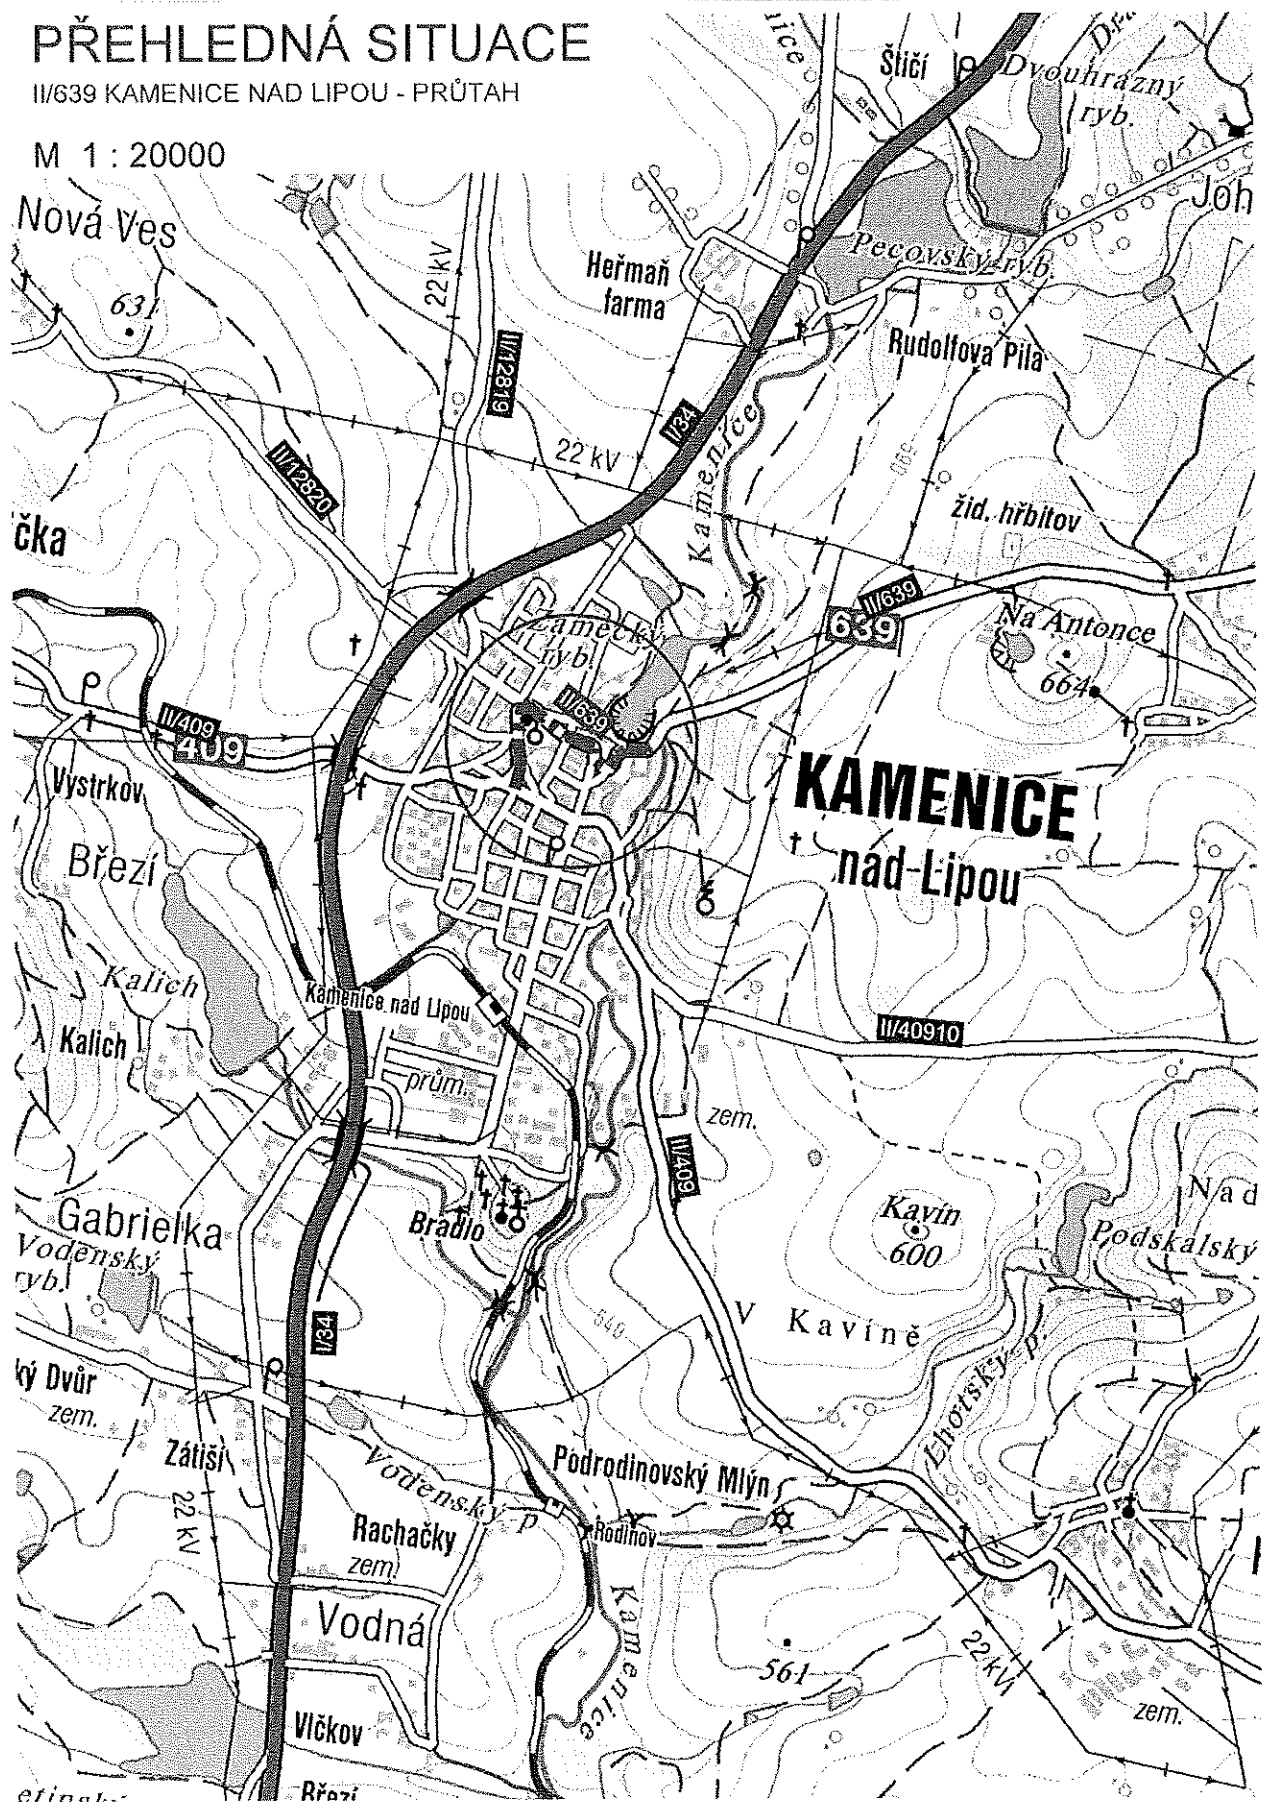 PŘEHLEDNÁ SITUACE
II/639 KAMENICE NAD LIPOU - PRŮTAH
M 1 : 20000
Štičí
Dvouhrázný
ryb.
Nová Ves
631
22 kV
Heřmaň
farma
Pecovský ryb.
Joh
Rudolfova Pila
II/12819
I/34
22 kV
Kamenice
590
II/12820
žid. hřbitov
čka
II/639
639
Zámecký
ryb.
Na Antonce
664
II/639
II/409
409
Vystrkov
KAMENICE
nad Lipou
Březí
Kalich
Kamenice nad Lipou
Kalich
II/40910
prům.
zem.
II/409
Kavín
600
Nad
Podskalský
Gabrielka
Bradlo
Vodenský
ryb.
I/34
540
V Kavíně
Lhotský p.
ký Dvůr
zem.
Zátiší
22 kV
Vodenský p
Podrodinovský Mlýn
Rodinov
Rachačky
zem.
Vodná
Kamenice
561
22 kV
zem.
Vlčkov
Březí